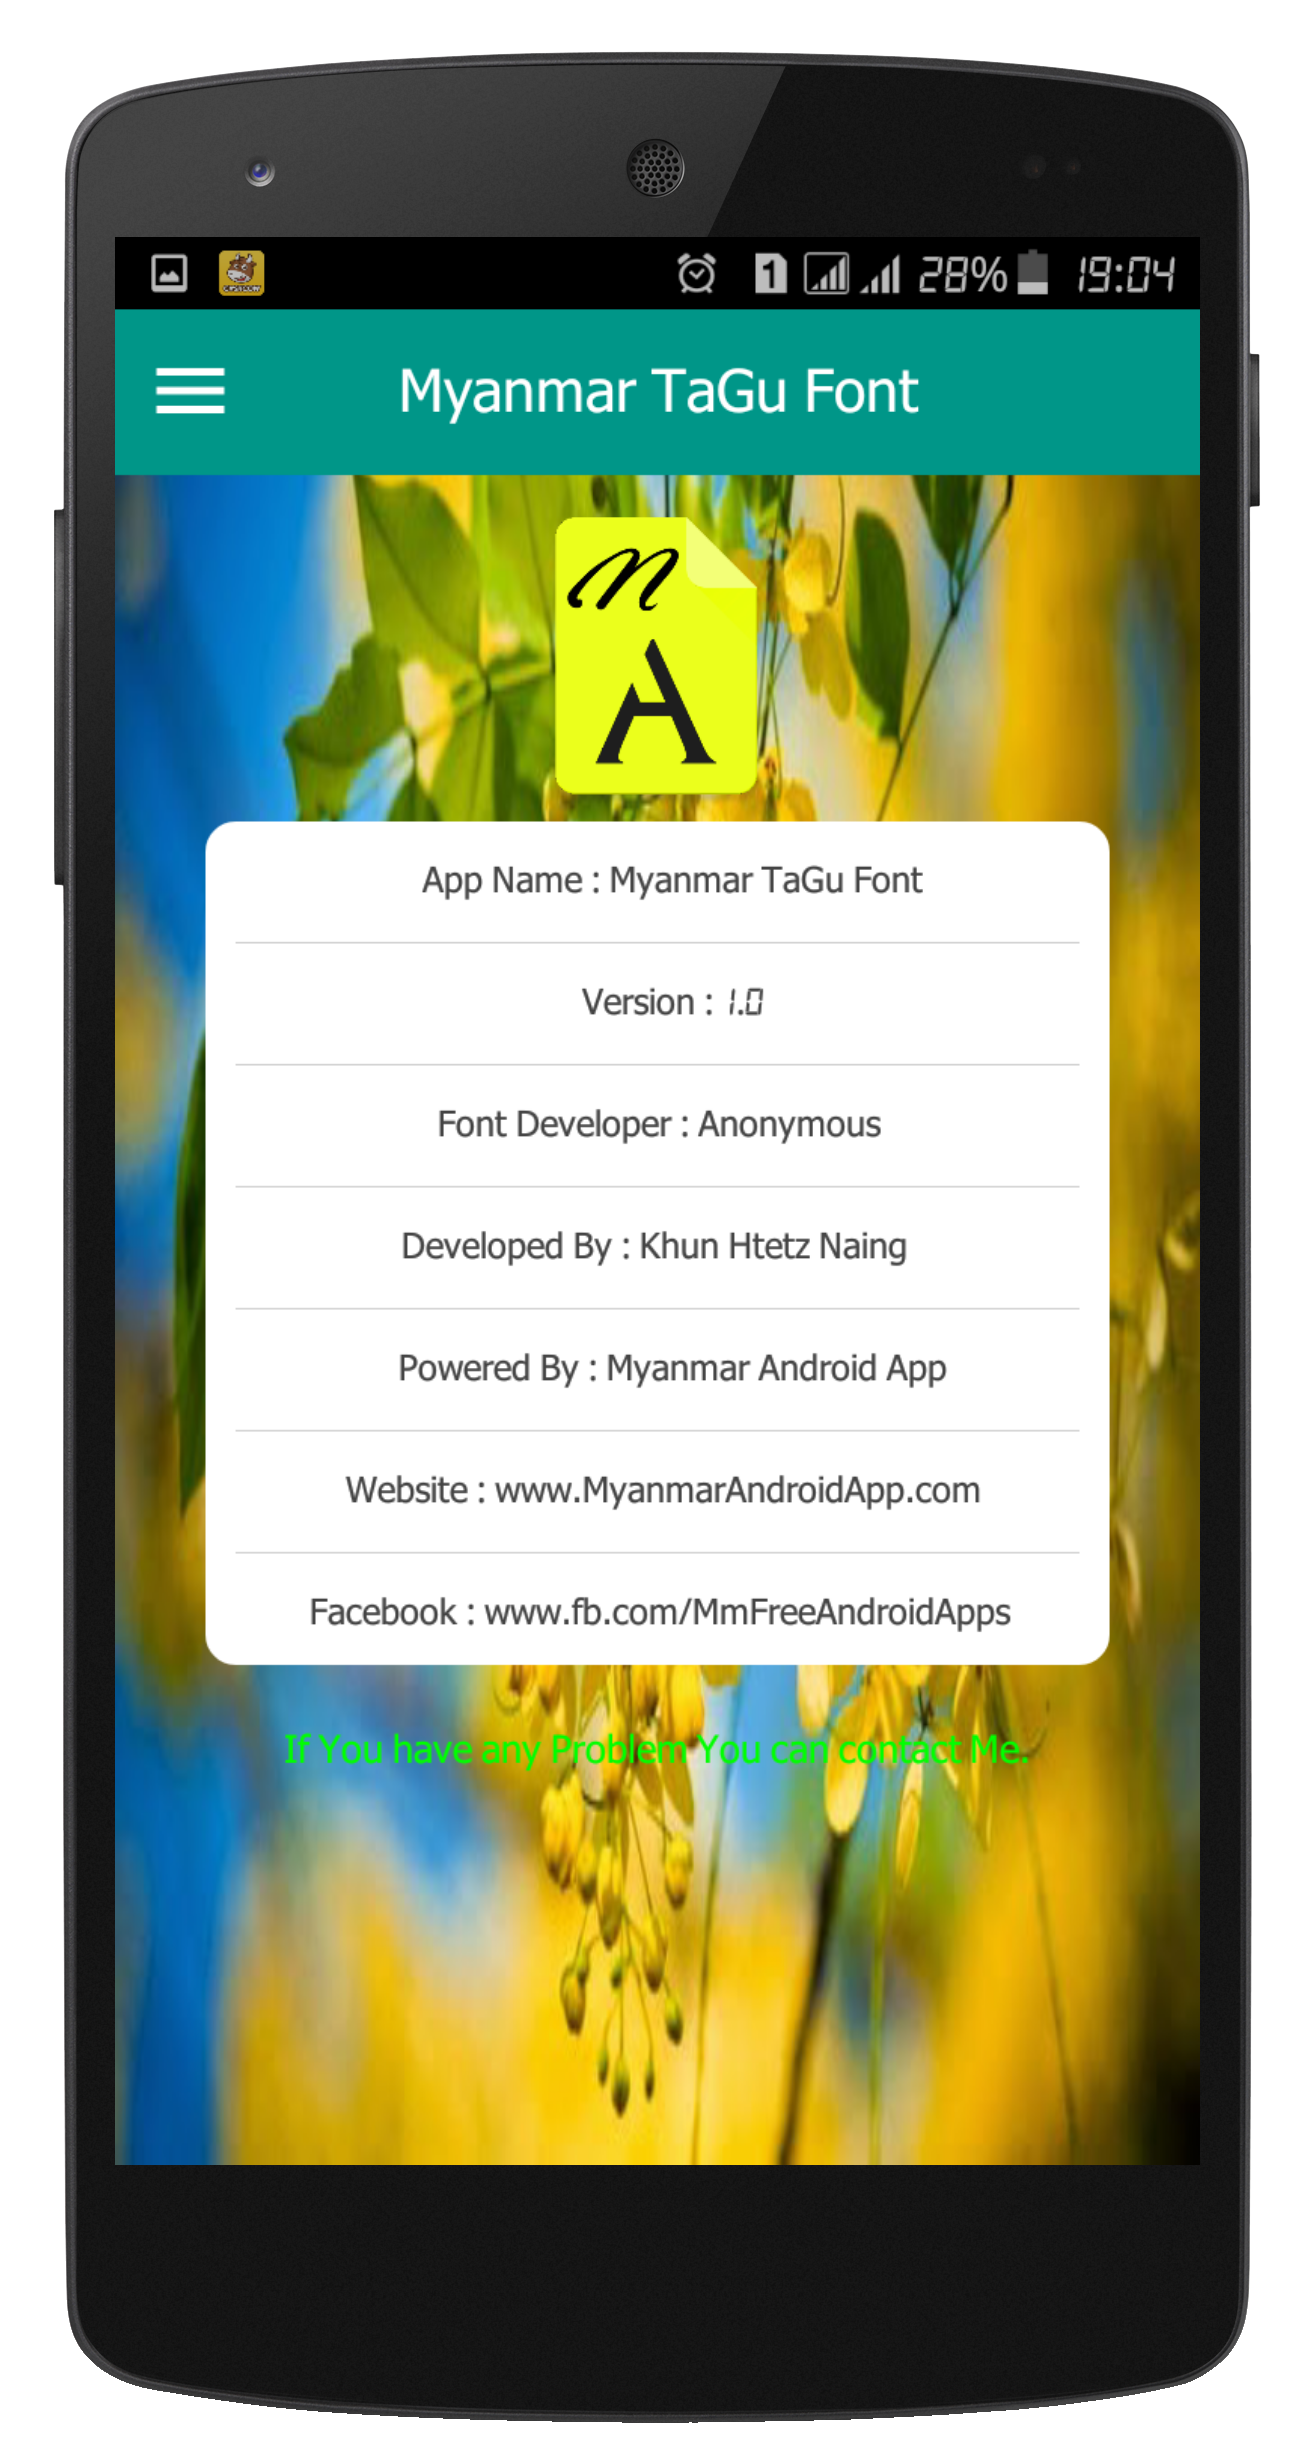 1 28% 19:04
Myanmar TaGu Font
n
A
App Name : Myanmar TaGu Font
Version : 1.0
Font Developer : Anonymous
Developed By : Khun Htetz Naing
Powered By : Myanmar Android App
Website : www.MyanmarAndroidApp.com
Facebook : www.fb.com/MmFreeAndroidApps
If You have any Problem You can contact Me.